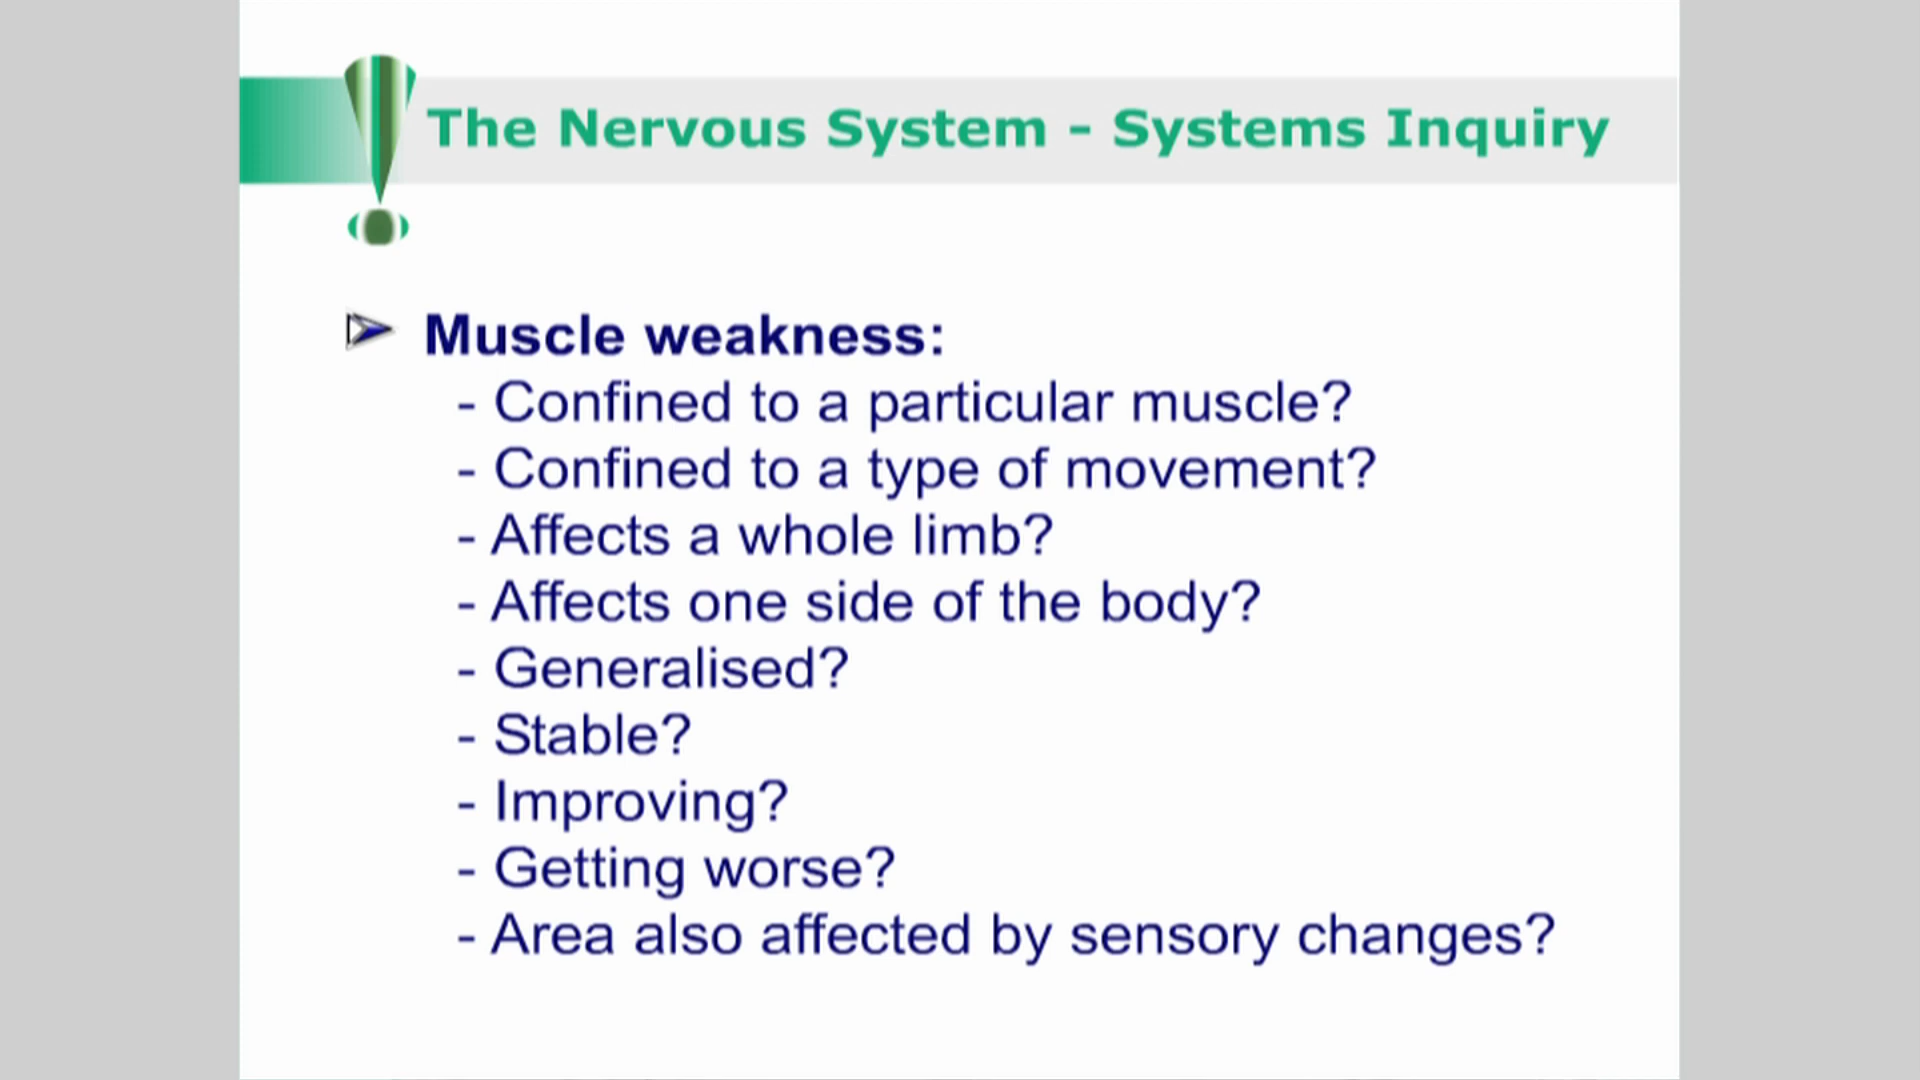 The Nervous System - Systems Inquiry
Muscle weakness:
- Confined to a particular muscle?
- Confined to a type of movement?
- Affects a whole limb?
- Affects one side of the body?
- Generalised?
- Stable?
- Improving?
- Getting worse?
- Area also affected by sensory changes?